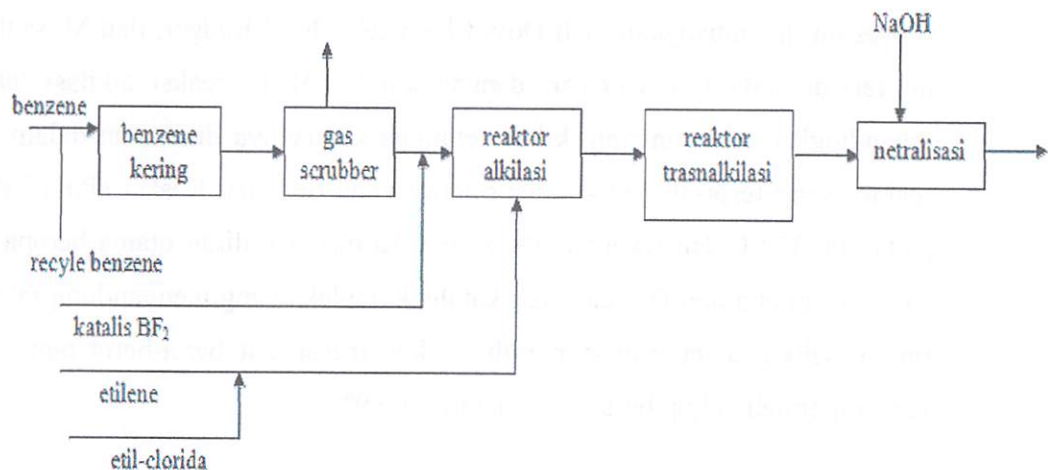 NaOH
benzene
benzene
kering
gas
scrubber
reaktor
alkilasi
reaktor
trasnalkilasi
netralisasi
recyle benzene
katalis BF₂
etilene
etil-clorida